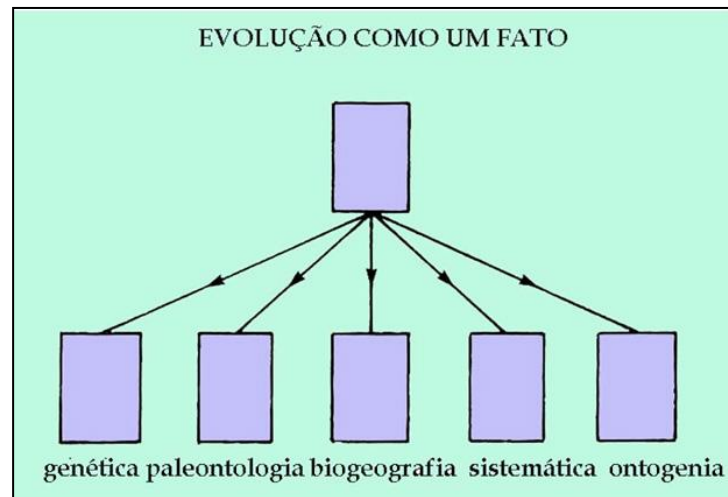 EVOLUÇÃO COMO UM FATO
genética paleontologia biogeografia sistemática ontogenia